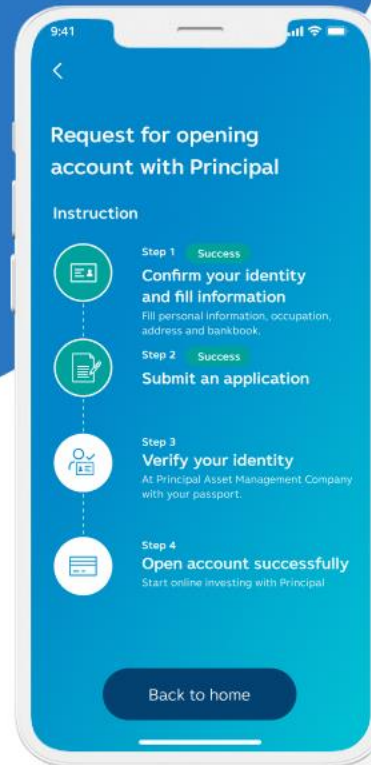 9:41
Request for opening
account with Principal
Instruction
Step 1 Success
Confirm your identity
and fill information
Fill personal information, occupation,
address and bankbook.
Step 2 Success
Submit an application
Step 3
Verify your identity
At Principal Asset Management Company
with your passport.
Step 4
Open account successfully
Start online investing with Principal
Back to home